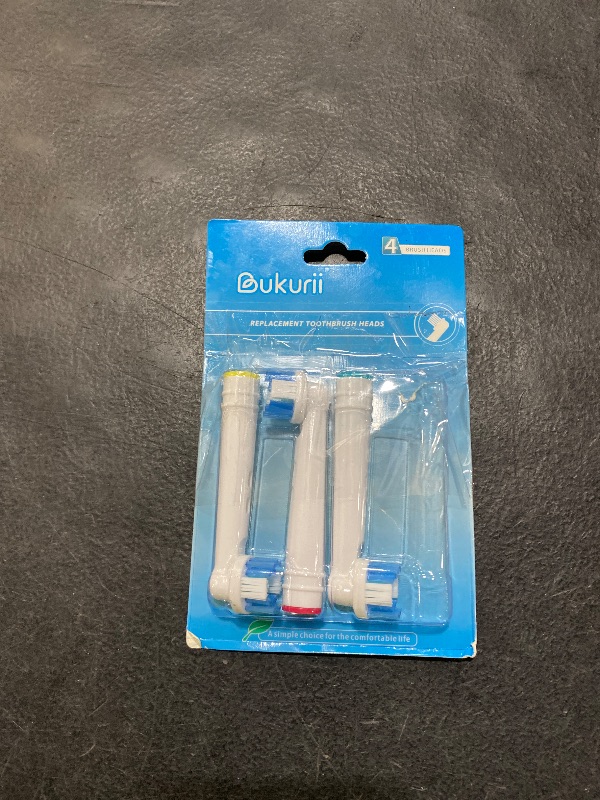 4 BRUSH HEADS
Bukurii
REPLACEMENT TOOTHBRUSH HEADS
A simple choice for the comfortable life